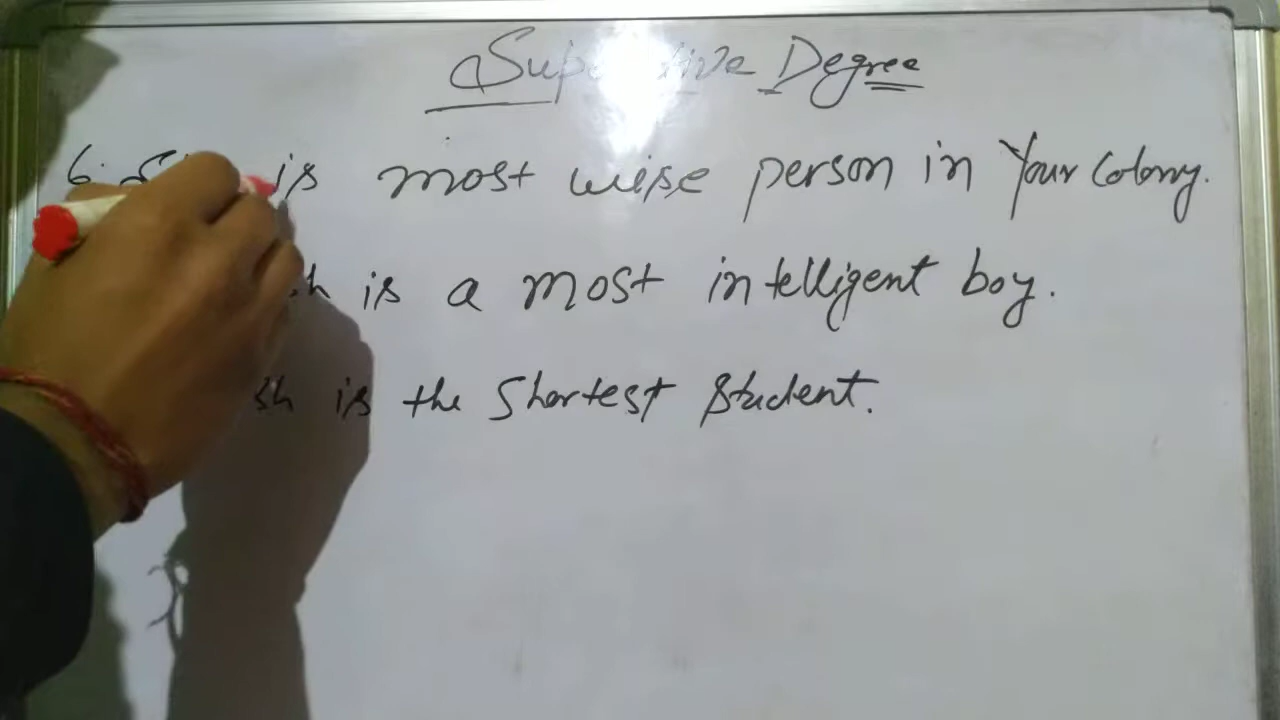 Superlative Degree
6. is most wise person in Your Colony.
is a most intelligent boy.
is the Shortest Student.